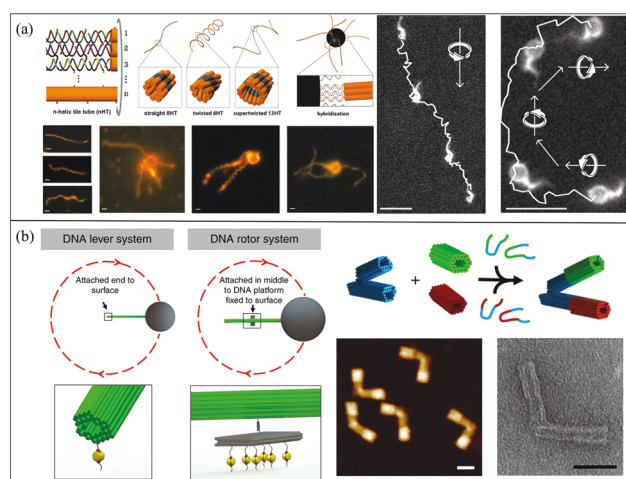 (a)
1
2
3
n
n-helix tile tube (nHT)
straight 8HT
twisted 8HT
supertwisted 13HT
hybridization
(b)
DNA lever system
DNA rotor system
Attached end to
surface
Attached in middle
to DNA platform
fixed to surface
+